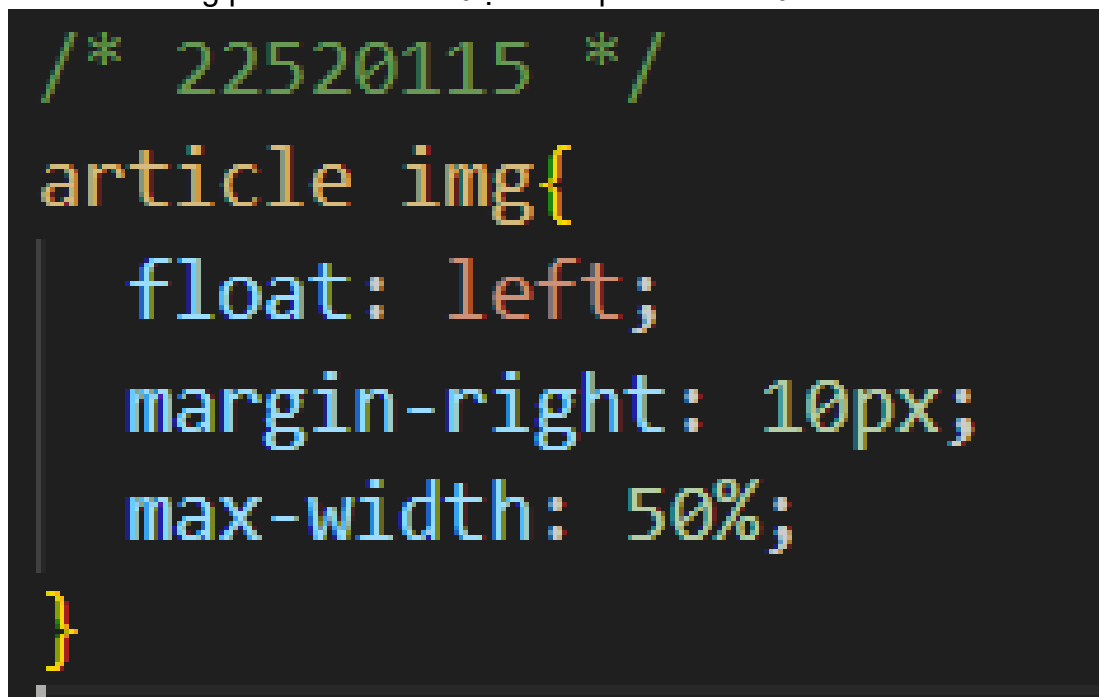 /* 22520115 */
article img{
float: left;
margin-right: 10px;
max-width: 50%;
}